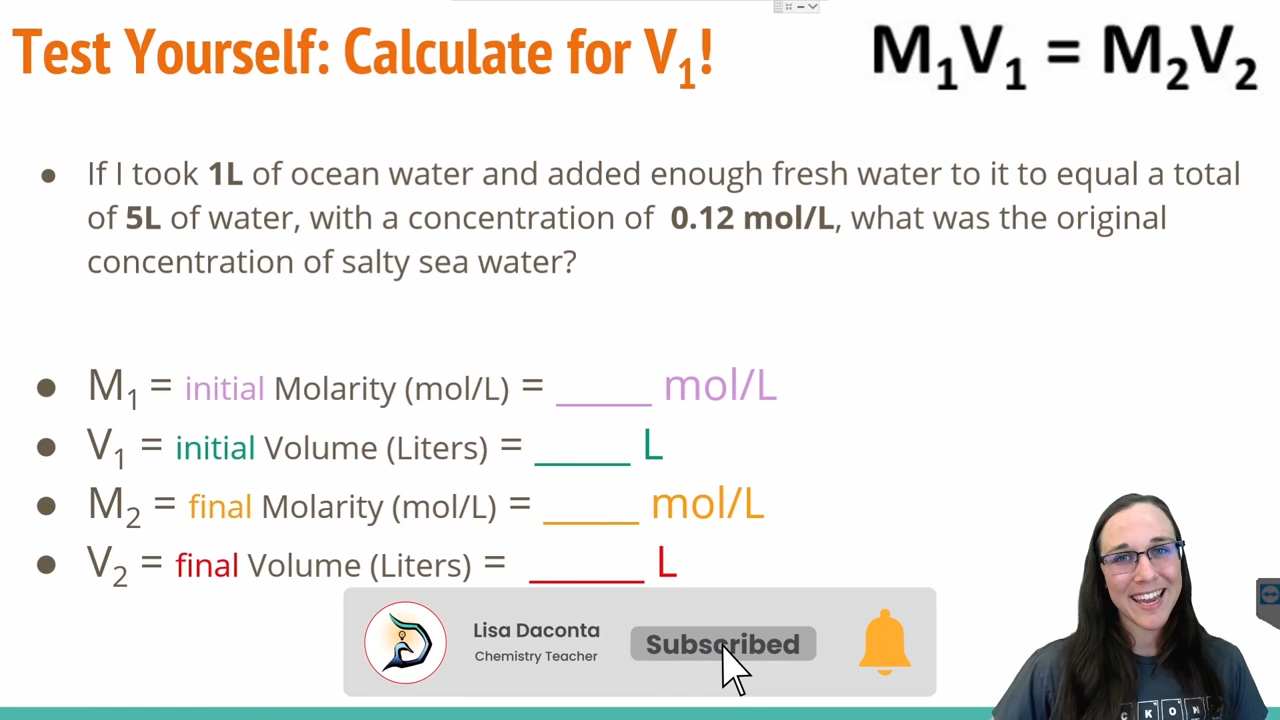 Test Yourself: Calculate for V₁!
M₁V₁ = M₂V₂
● If I took 1L of ocean water and added enough fresh water to it to equal a total
of 5L of water, with a concentration of 0.12 mol/L, what was the original
concentration of salty sea water?
● M₁ = initial Molarity (mol/L) = _____ mol/L
● V₁ = initial Volume (Liters) = _____ L
● M₂ = final Molarity (mol/L) = _____ mol/L
● V₂ = final Volume (Liters) = ______ L
Lisa Daconta
Chemistry Teacher
Subscribed
C K O N